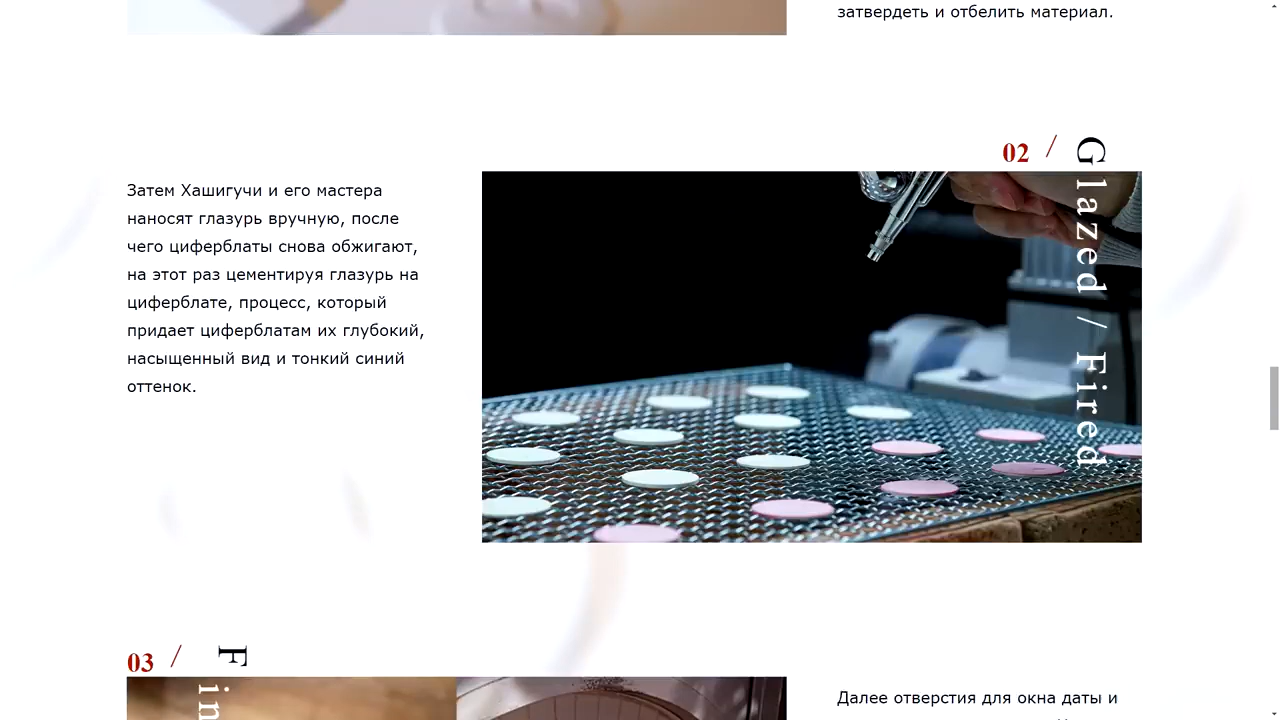 затвердеть и отбелить материал.
02 / Glazed / Fired
Затем Хашигучи и его мастера
наносят глазурь вручную, после
чего циферблаты снова обжигают,
на этот раз цементируя глазурь на
циферблате, процесс, который
придает циферблатам их глубокий,
насыщенный вид и тонкий синий
оттенок.
03 /
Далее отверстия для окна даты и